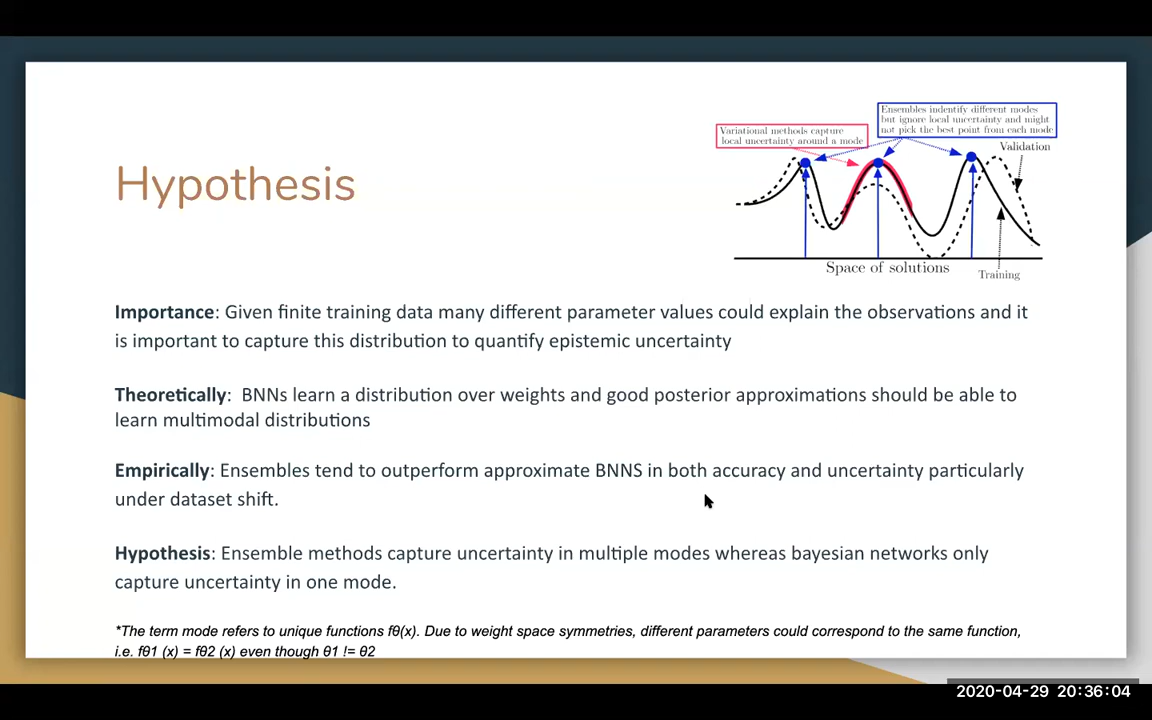 Hypothesis
Variational methods capture
local uncertainty around a mode
Ensembles indentify different modes
but ignore local uncertainty and might
not pick the best point from each mode
Validation
Space of solutions
Training
Importance: Given finite training data many different parameter values could explain the observations and it
is important to capture this distribution to quantify epistemic uncertainty
Theoretically:  BNNs learn a distribution over weights and good posterior approximations should be able to
learn multimodal distributions
Empirically: Ensembles tend to outperform approximate BNNS in both accuracy and uncertainty particularly
under dataset shift.
Hypothesis: Ensemble methods capture uncertainty in multiple modes whereas bayesian networks only
capture uncertainty in one mode.
*The term mode refers to unique functions fθ(x). Due to weight space symmetries, different parameters could correspond to the same function,
i.e. fθ1 (x) = fθ2 (x) even though θ1 != θ2
2020-04-29 20:36:04